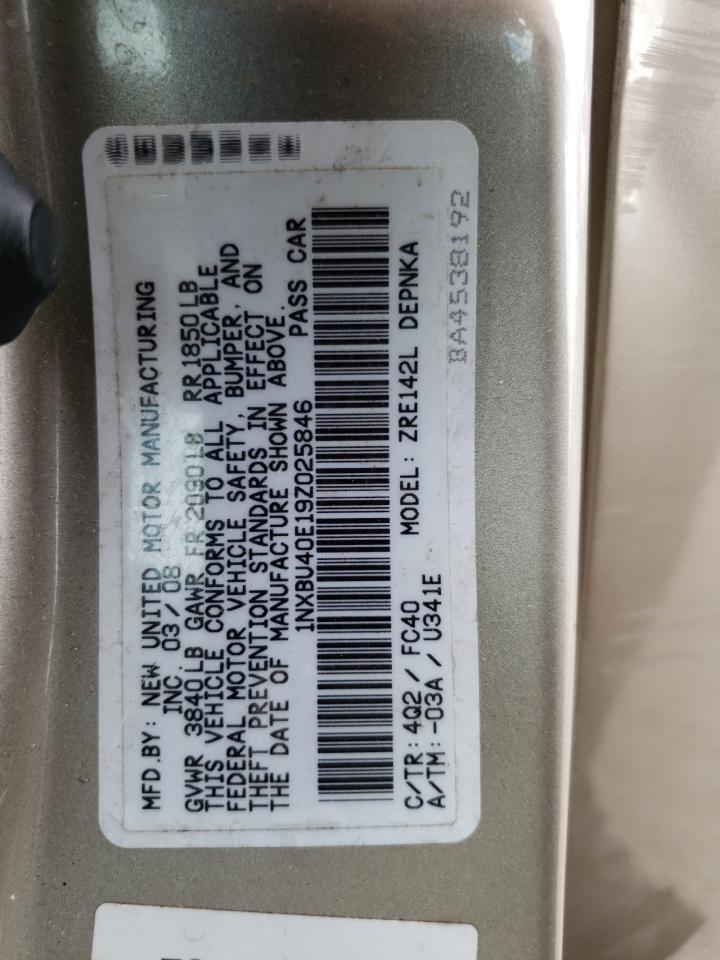 MFD.BY: NEW UNITED MOTOR MANUFACTURING
INC. 03/08
GVWR 3840LB GAWR FR 2090LB RR 1850LB
THIS VEHICLE CONFORMS TO ALL APPLICABLE
FEDERAL MOTOR VEHICLE SAFETY, BUMPER, AND
THEFT PREVENTION STANDARDS IN EFFECT ON
THE DATE OF MANUFACTURE SHOWN ABOVE.
1NXBU40E19Z025846 PASS CAR
C/TR: 4Q2/FC40 MODEL: ZRE142L DEPNKA
A/TM: -03A/U341E
BA4538192